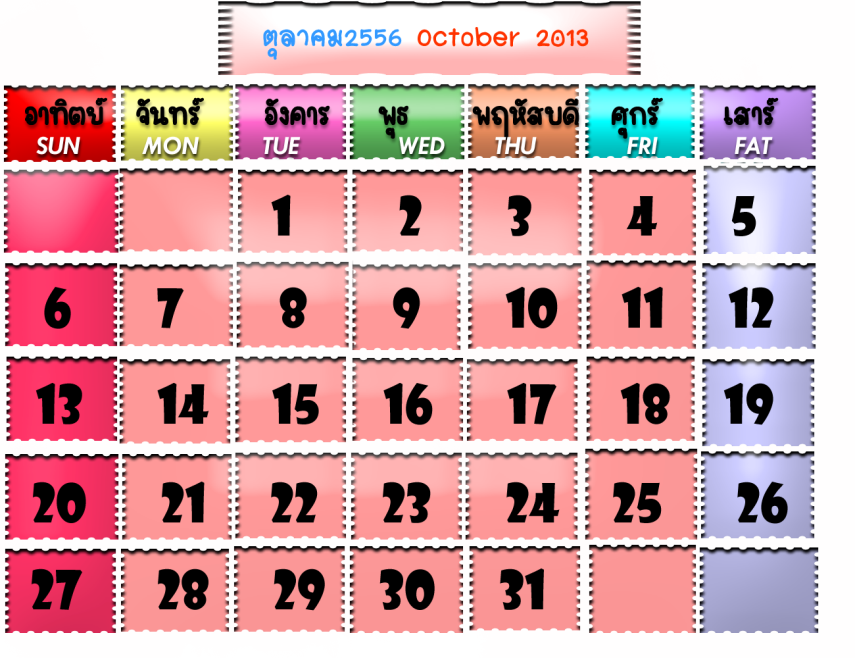 ตุลาคม2556 October 2013
อาทิตย์ จันทร์ อังคาร พุธ พฤหัสบดี ศุกร์ เสาร์
SUN MON TUE WED THU FRI FAT
1 2 3 4 5
6 7 8 9 10 11 12
13 14 15 16 17 18 19
20 21 22 23 24 25 26
27 28 29 30 31